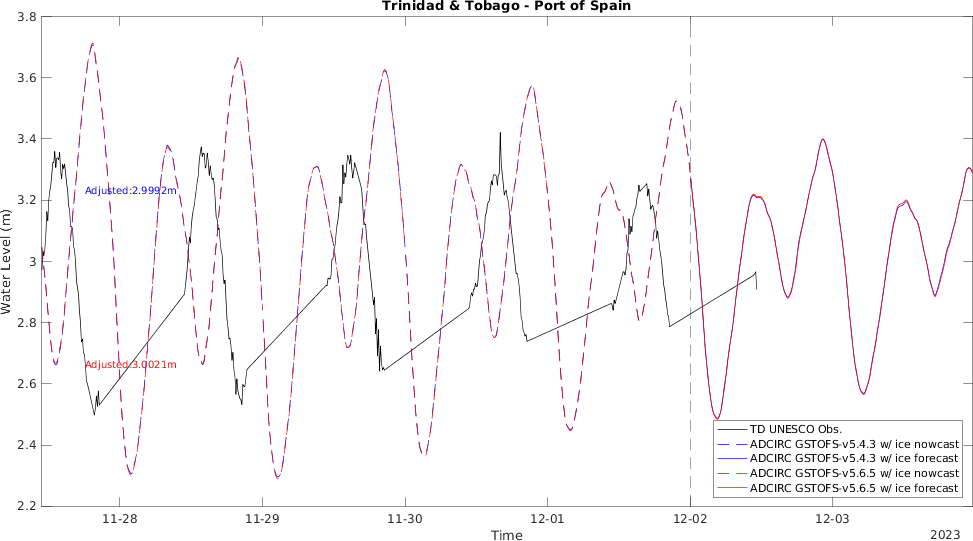 Trinidad & Tobago - Port of Spain
3.8
3.6
3.4
3.2
3
2.8
2.6
2.4
2.2
Water Level (m)
Adjusted:2.9992m
Adjusted:3.0021m
TD UNESCO Obs.
ADCIRC GSTOFS-v5.4.3 w/ ice nowcast
ADCIRC GSTOFS-v5.4.3 w/ ice forecast
ADCIRC GSTOFS-v5.6.5 w/ ice nowcast
ADCIRC GSTOFS-v5.6.5 w/ ice forecast
11-28 11-29 11-30 12-01 12-02 12-03
Time
2023